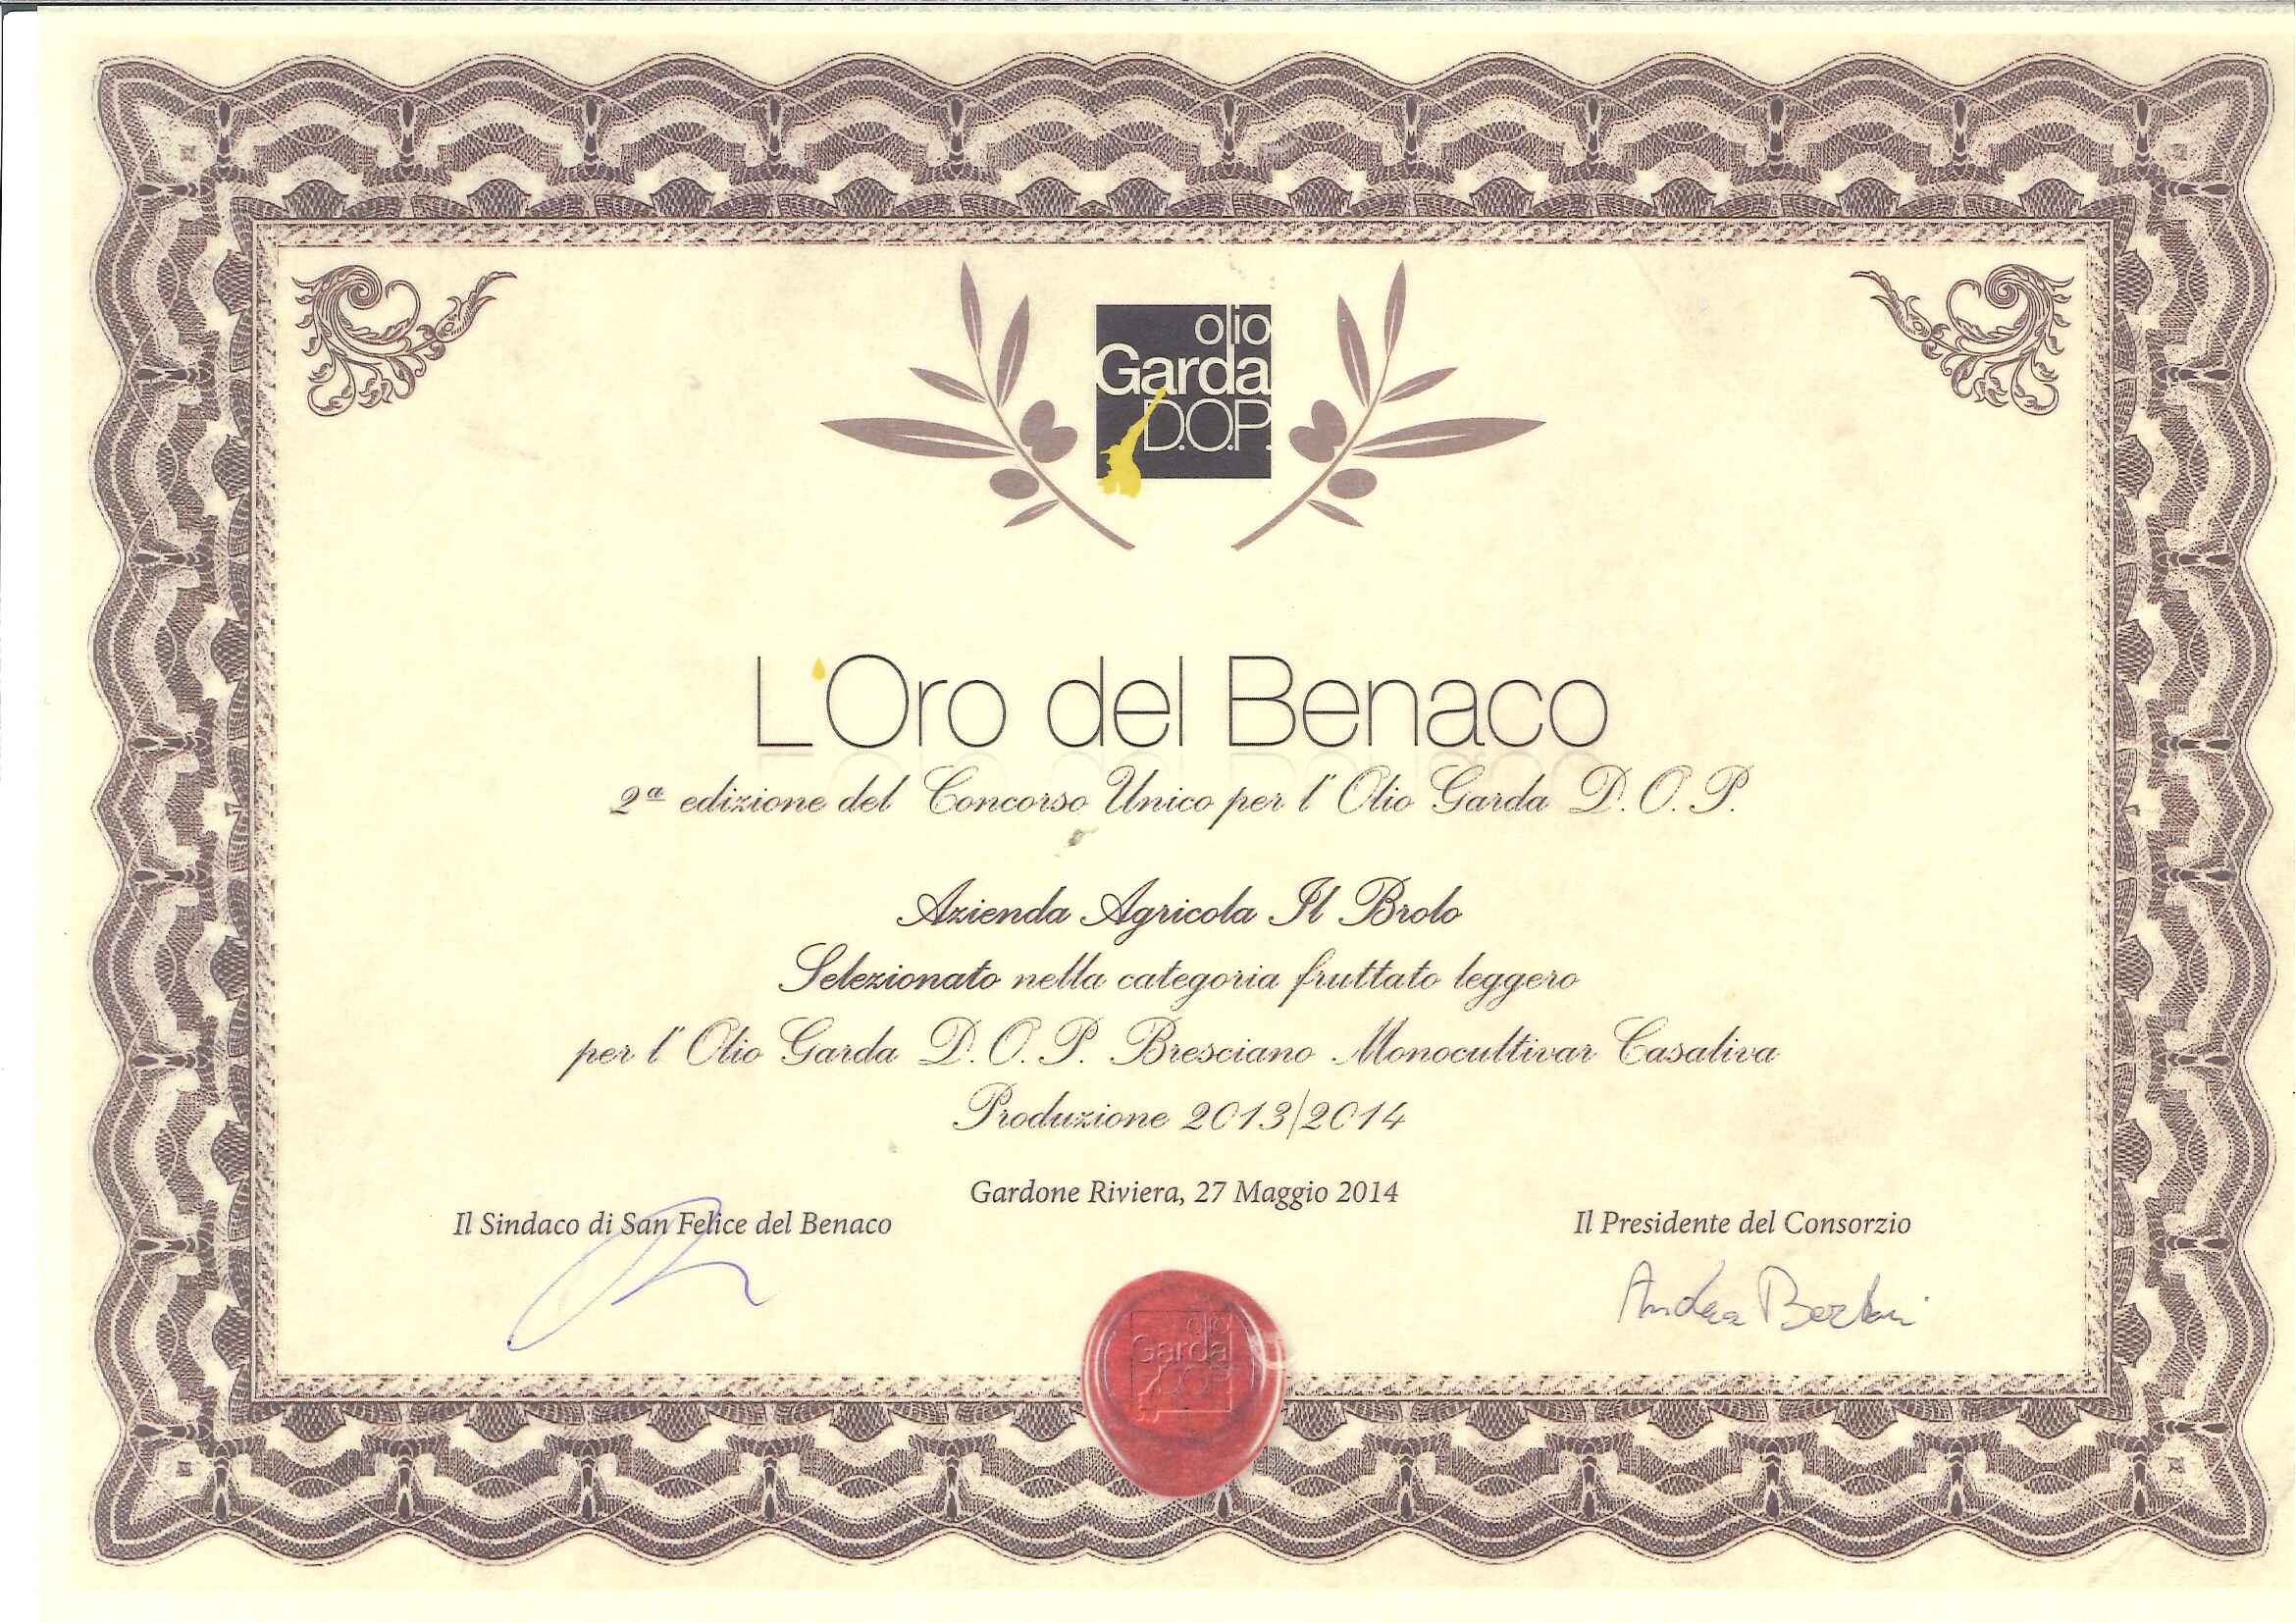 olio
Garda
D.O.P.
L'Oro del Benaco
2ª edizione del Concorso Unico per l'Olio Garda D.O.P.
Azienda Agricola Il Brolo
Selezionato nella categoria fruttato leggero
per l'Olio Garda D.O.P. Bresciano Monocultivar Casaliva
Produzione 2013/2014
Gardone Riviera, 27 Maggio 2014
Il Sindaco di San Felice del Benaco
Il Presidente del Consorzio
Andrea
olio
Garda
DOP